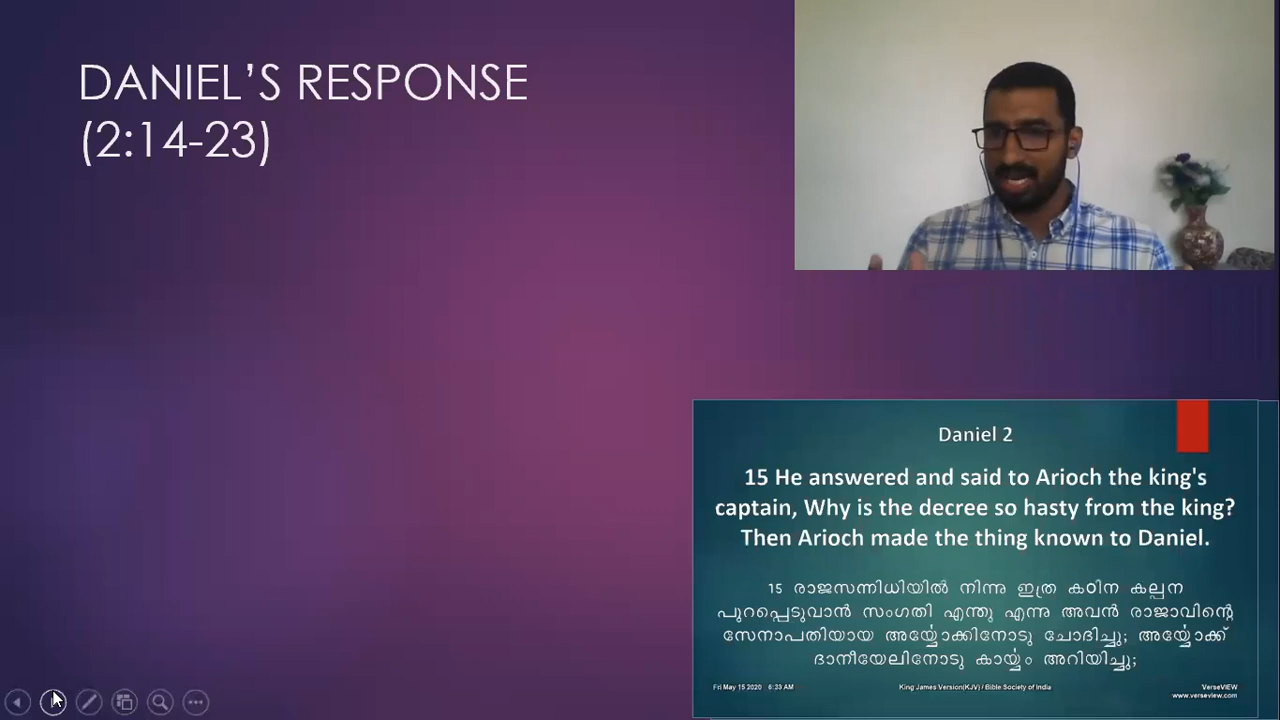 DANIEL’S RESPONSE
(2:14-23)
Daniel 2
15 He answered and said to Arioch the king's
captain, Why is the decree so hasty from the king?
Then Arioch made the thing known to Daniel.
15 രാജസന്നിധിയിൽ നിന്നു ഇത്ര കഠിന കല്പന
പുറപ്പെടുവാൻ സംഗതി എന്തു എന്നു അവൻ രാജാവിന്റെ
സേനാപതിയായ അര്യ്യോക്കിനോടു ചോദിച്ചു; അര്യ്യോക്ക്
ദാനീയേലിനോടു കാര്യ്യം അറിയിച്ചു;
Fri May 15 2020 6:23 AM
King James Version(KJV) / Bible Society of India
VerseVIEW
www.verseview.com